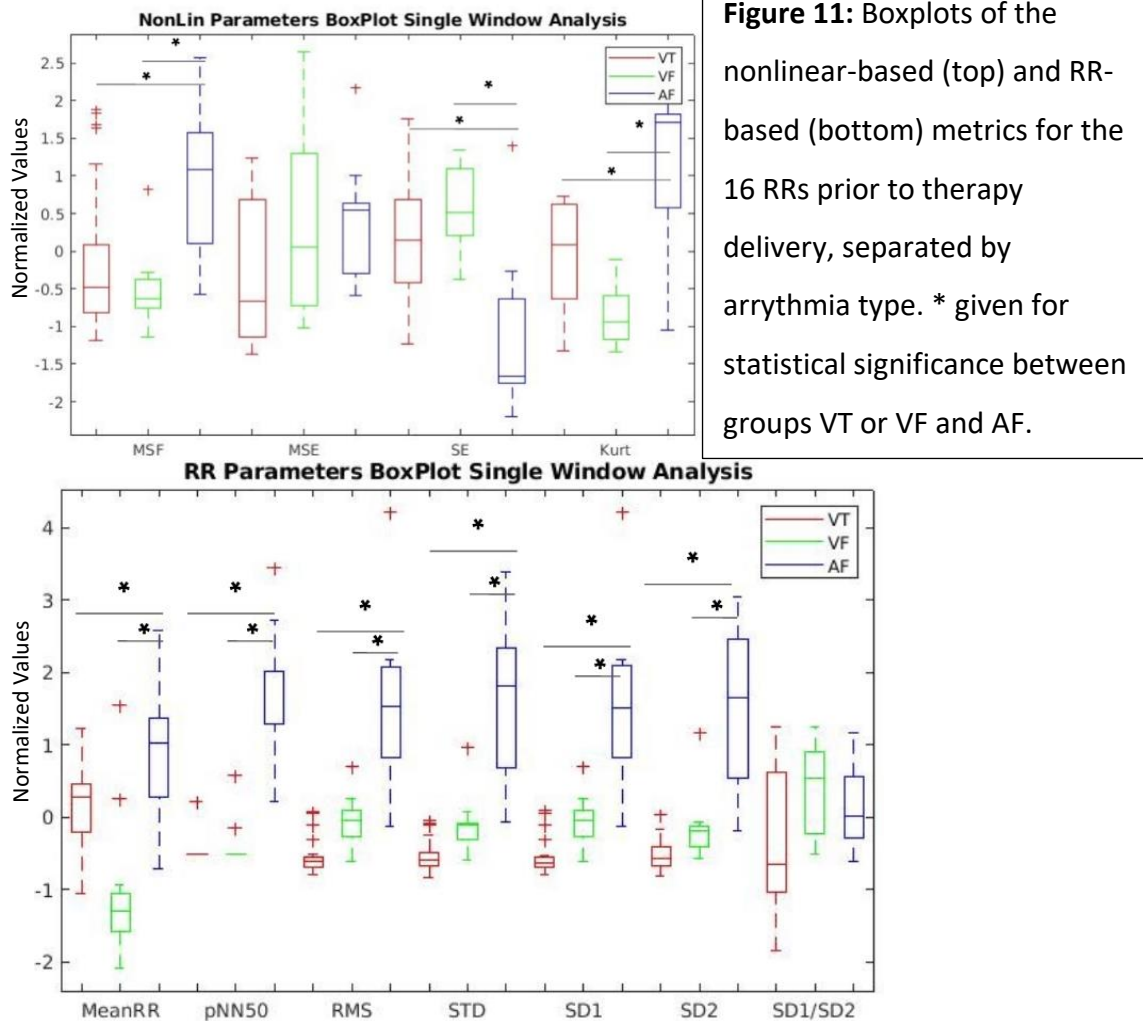 NonLin Parameters BoxPlot Single Window Analysis
Normalized Values
2.5
2
1.5
1
0.5
0
-0.5
-1
-1.5
-2
*
*
*
*
*
*
VT
VF
AF
MSF
MSE
SE
Kurt
Figure 11: Boxplots of the
nonlinear-based (top) and RR-
based (bottom) metrics for the
16 RRs prior to therapy
delivery, separated by
arrythmia type. * given for
statistical significance between
groups VT or VF and AF.
RR Parameters BoxPlot Single Window Analysis
Normalized Values
4
3
2
1
0
-1
-2
*
*
*
*
*
*
*
*
*
*
*
*
VT
VF
AF
MeanRR
pNN50
RMS
STD
SD1
SD2
SD1/SD2